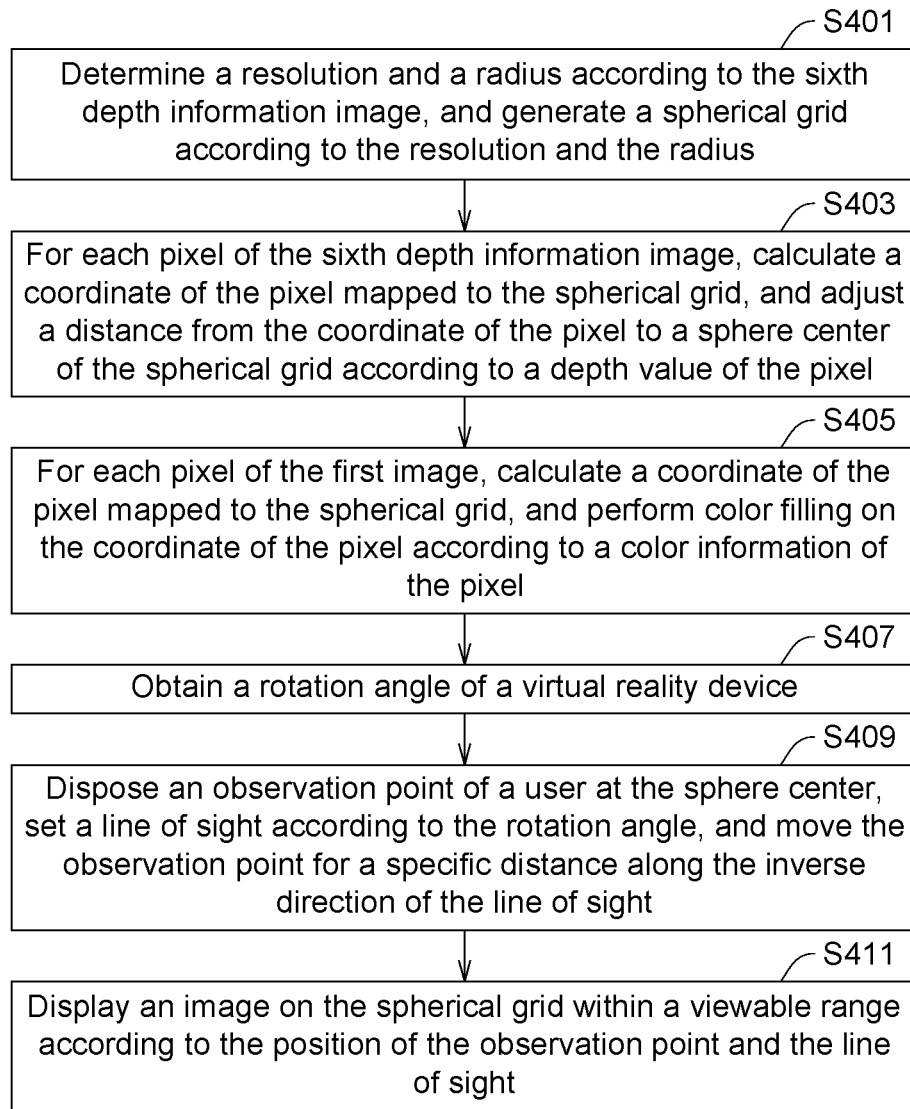 S401
Determine a resolution and a radius according to the sixth
depth information image, and generate a spherical grid
according to the resolution and the radius
S403
For each pixel of the sixth depth information image, calculate a
coordinate of the pixel mapped to the spherical grid, and adjust
a distance from the coordinate of the pixel to a sphere center
of the spherical grid according to a depth value of the pixel
S405
For each pixel of the first image, calculate a coordinate of the
pixel mapped to the spherical grid, and perform color filling on
the coordinate of the pixel according to a color information of
the pixel
S407
Obtain a rotation angle of a virtual reality device
S409
Dispose an observation point of a user at the sphere center,
set a line of sight according to the rotation angle, and move the
observation point for a specific distance along the inverse
direction of the line of sight
S411
Display an image on the spherical grid within a viewable range
according to the position of the observation point and the line
of sight